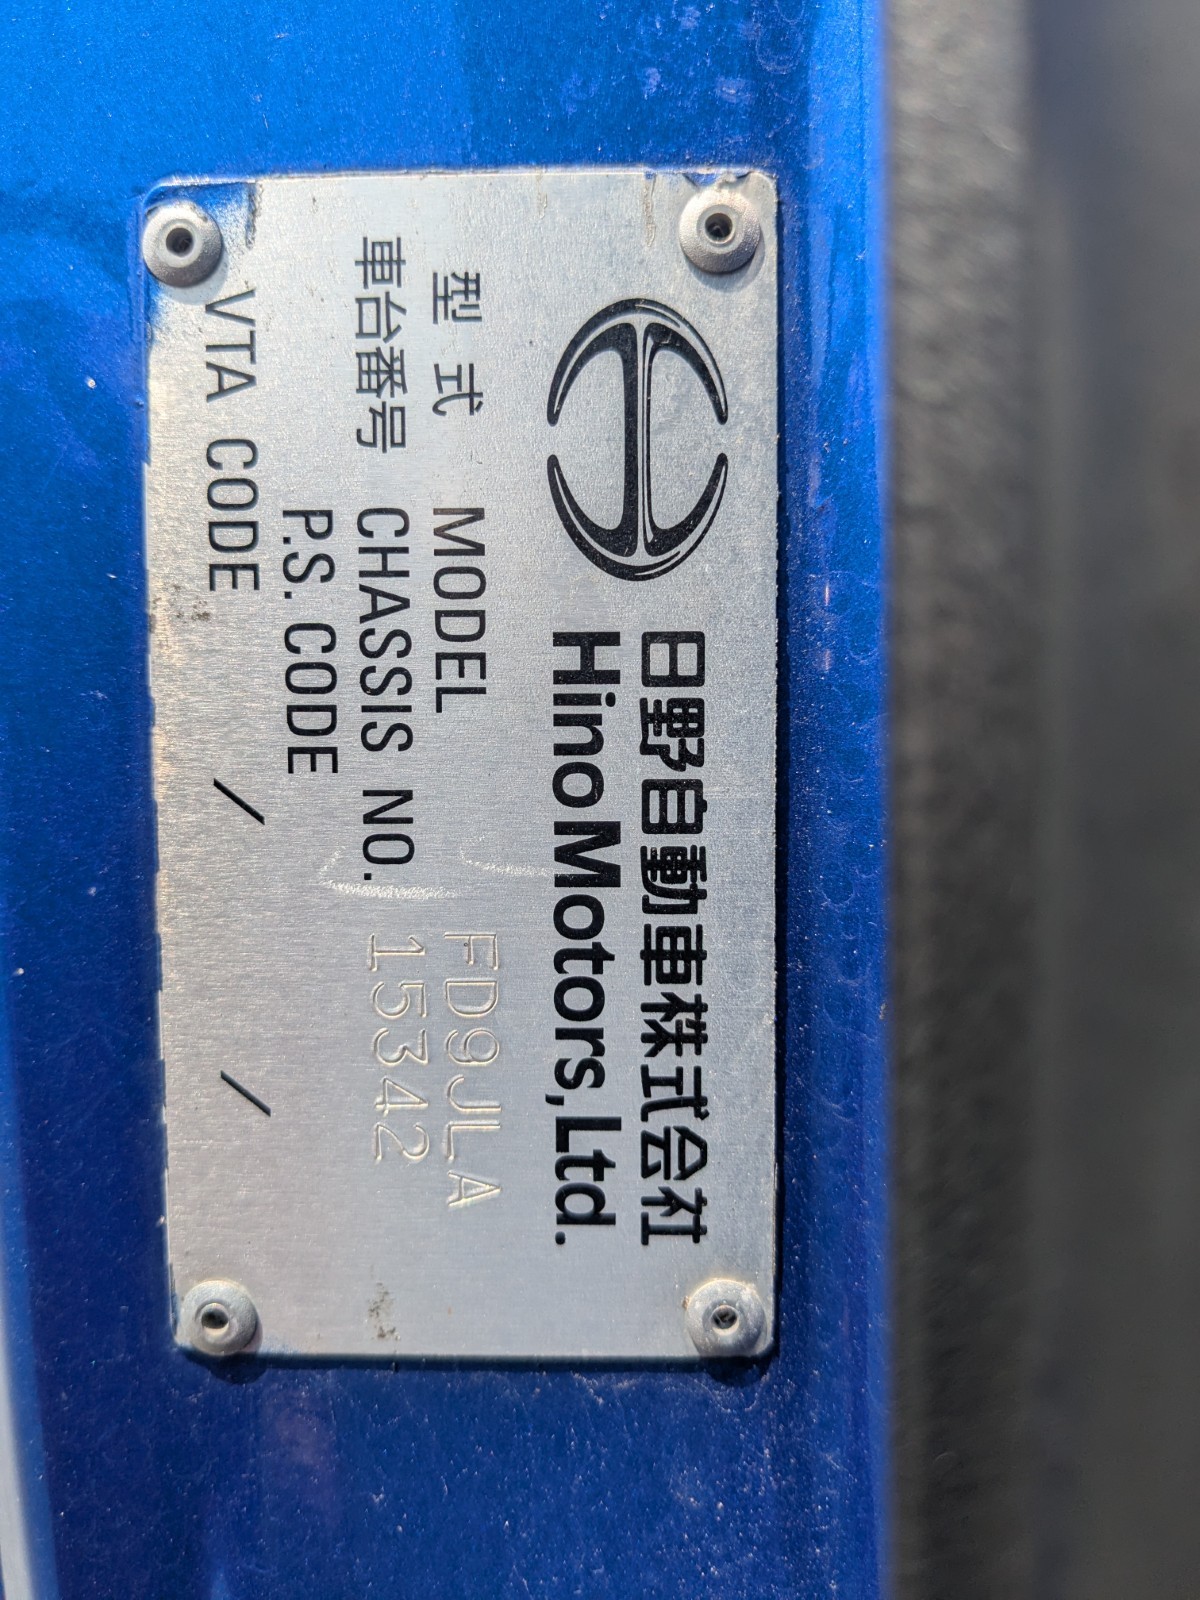 日野自動車株式会社
Hino Motors, Ltd.
型式 MODEL FD9JLA
車台番号 CHASSIS NO. 15342
P.S. CODE
VTA CODE / /